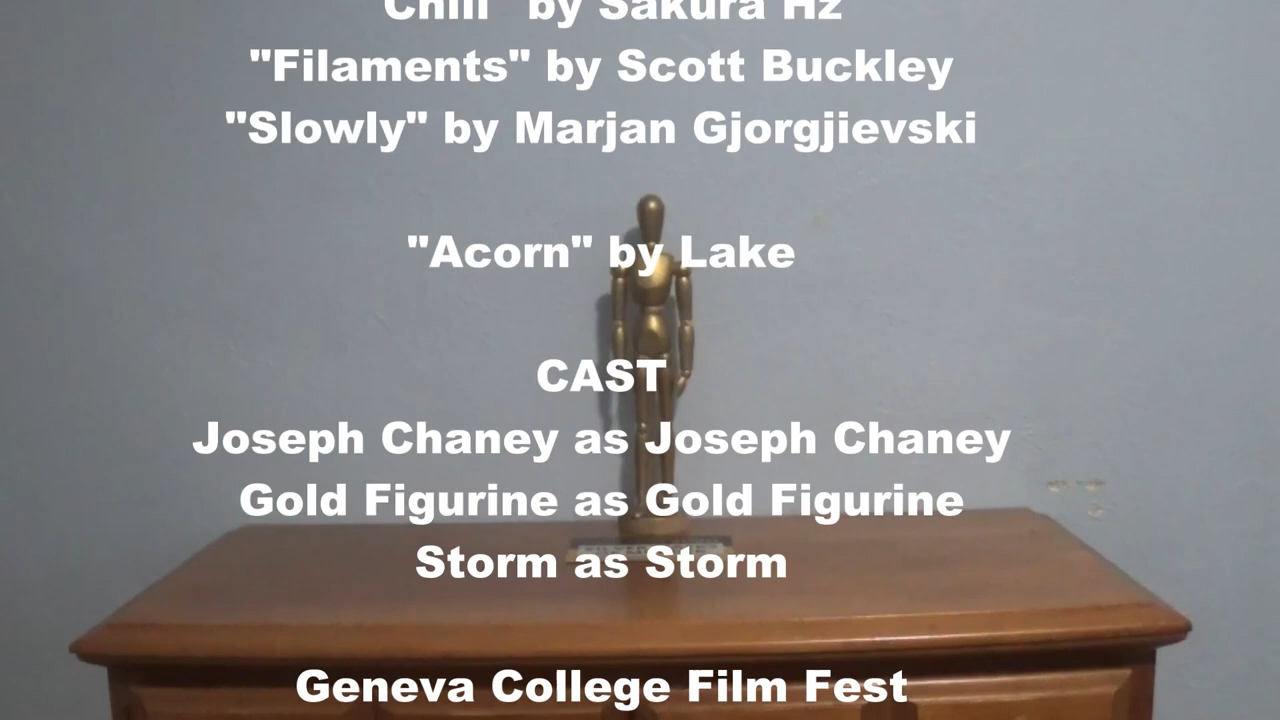 Chill" by Sakura Hz
"Filaments" by Scott Buckley
"Slowly" by Marjan Gjorgjievski
"Acorn" by Lake
CAST
Joseph Chaney as Joseph Chaney
Gold Figurine as Gold Figurine
Storm as Storm
Geneva College Film Fest